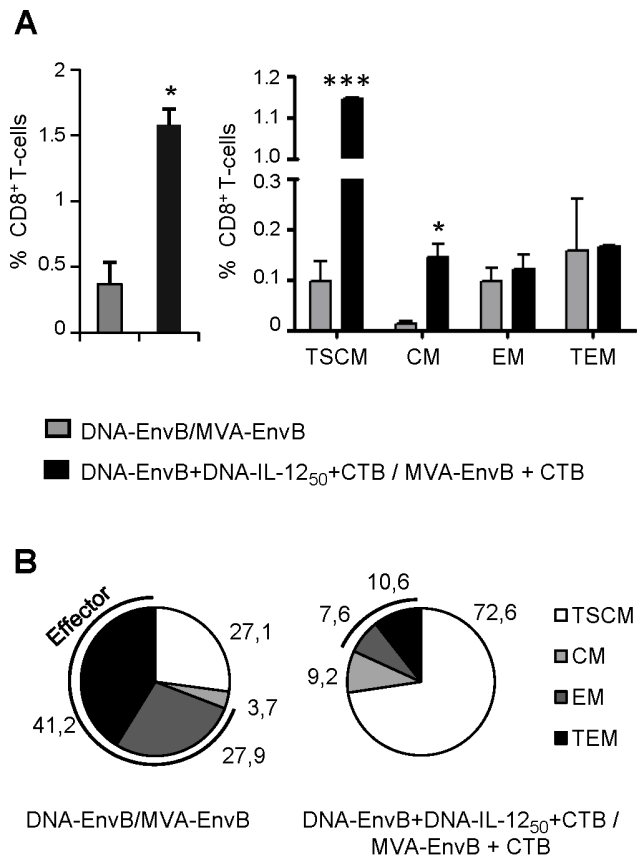 A
% CD8+ T-cells
2
1.5
1
0.5
0
*
% CD8+ T-cells
1.2
1.1
1.0
0.3
0.2
0.1
0
***
*
TSCM CM EM TEM
DNA-EnvB/MVA-EnvB
DNA-EnvB+DNA-IL-1250+CTB / MVA-EnvB + CTB
B
Effector
27,1
3,7
27,9
41,2
DNA-EnvB/MVA-EnvB
10,6
7,6
72,6
9,2
DNA-EnvB+DNA-IL-1250+CTB /
MVA-EnvB + CTB
TSCM
CM
EM
TEM